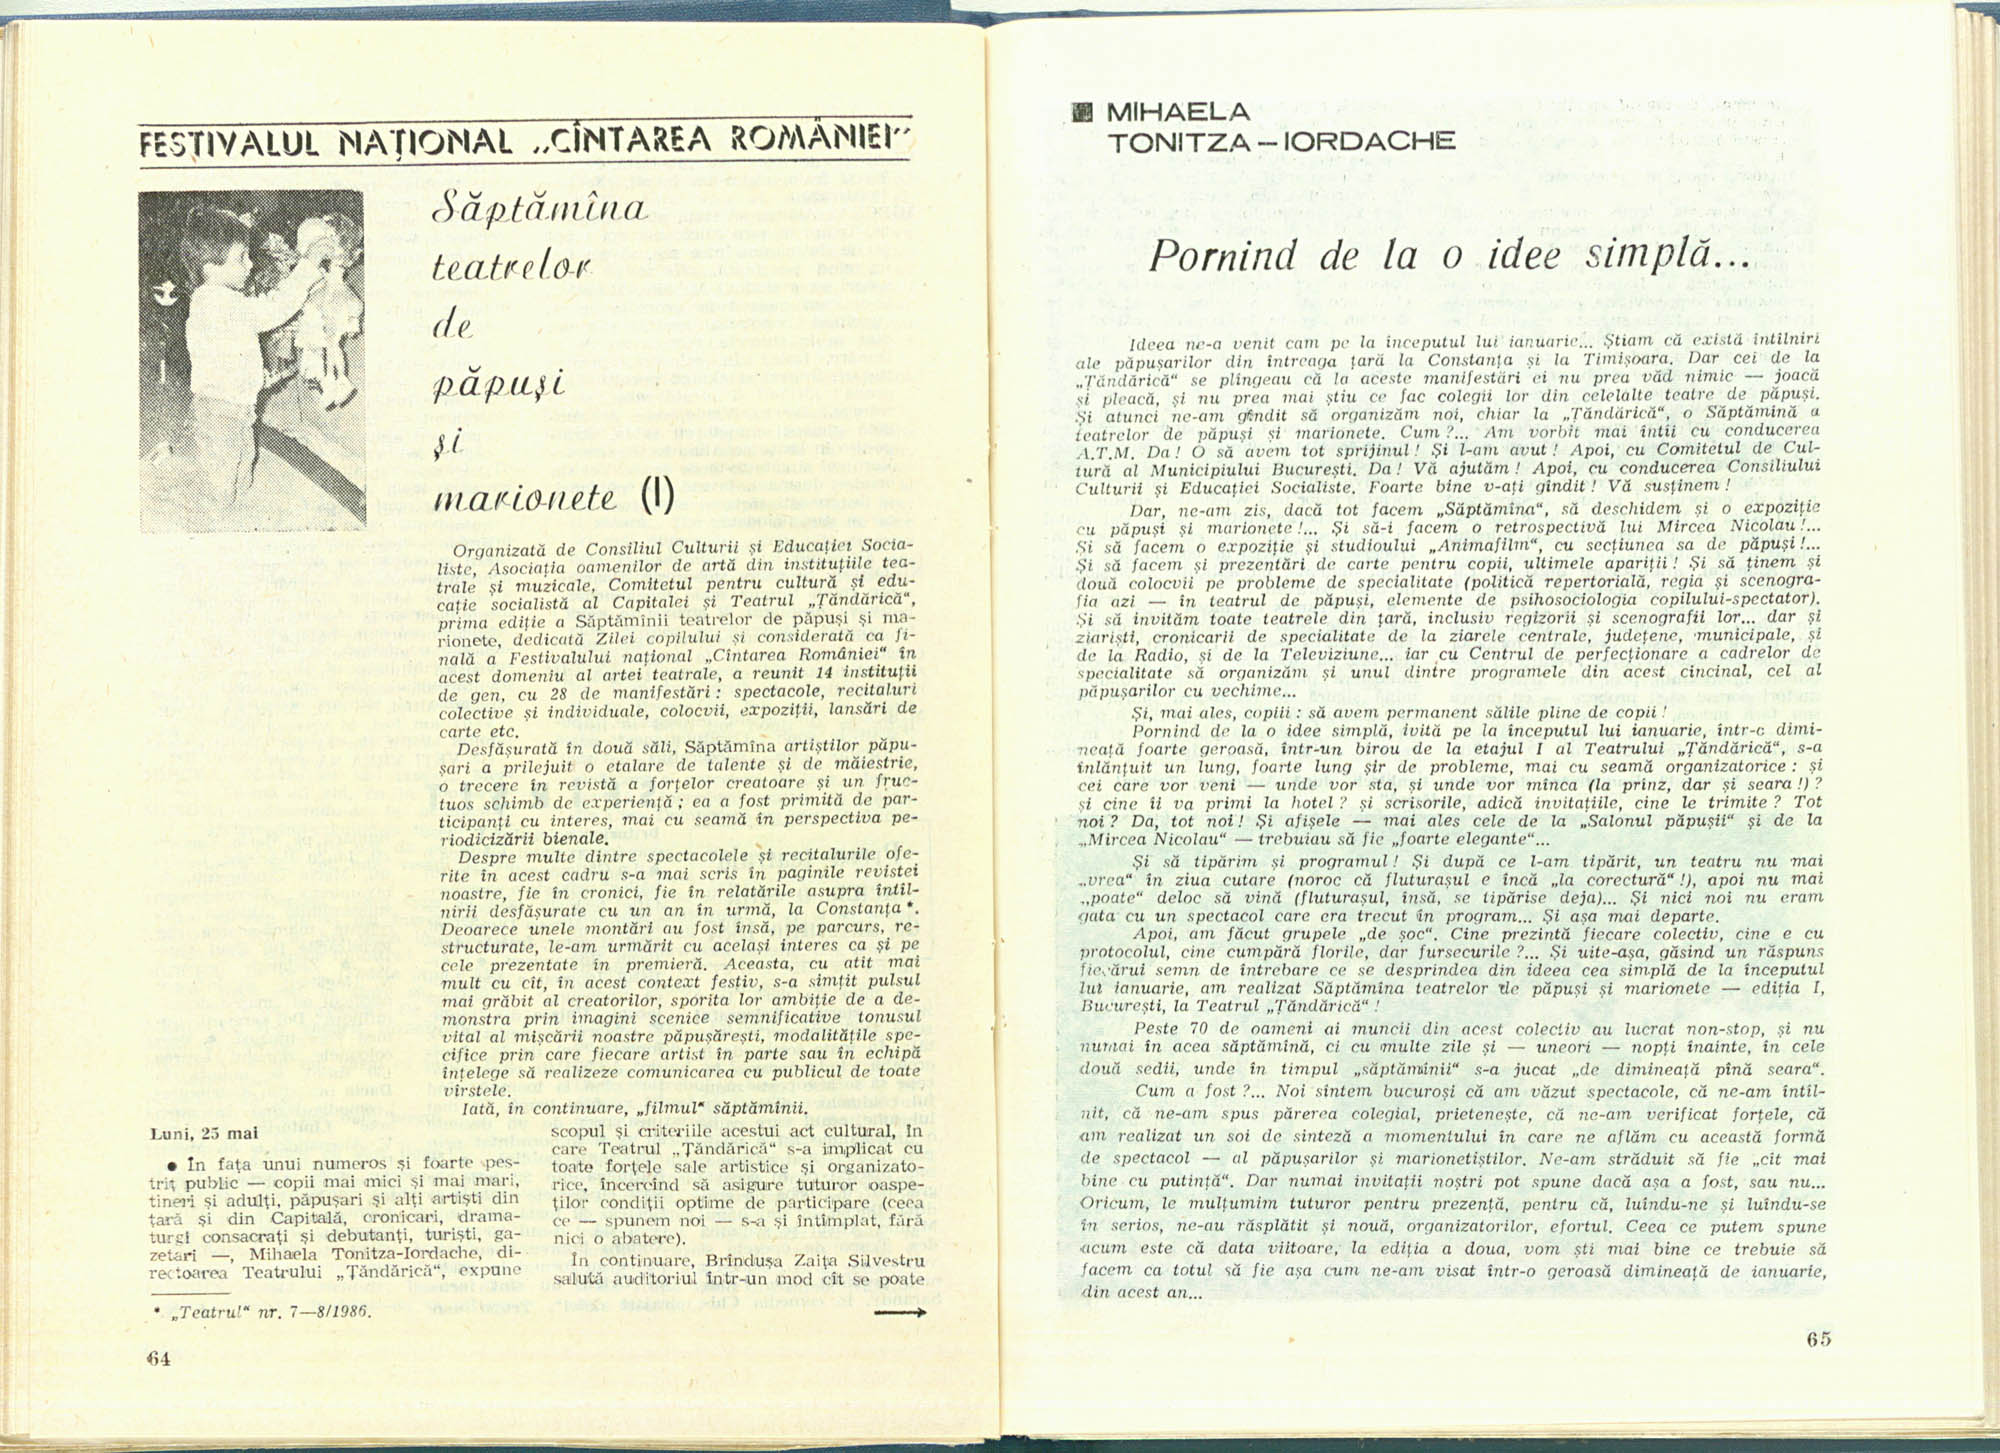 FESTIVALUL NAȚIONAL „CÎNTAREA ROMÂNIEI”
Săptămîna
teatrelor
de
păpuși
și
marionete (I)
Organizată de Consiliul Culturii și Educației Socia-
liste, Asociația oamenilor de artă din instituțiile tea-
trale și muzicale, Comitetul pentru cultură și edu-
cație socialistă al Capitalei și Teatrul „Țăndărică“,
prima ediție a Săptămînii teatrelor de păpuși și ma-
rionete, dedicată Zilei copilului și considerată ca fi-
nală a Festivalului național „Cîntarea României“ în
acest domeniu al artei teatrale, a reunit 14 instituții
de gen, cu 28 de manifestări : spectacole, recitaluri
colective și individuale, colocvii, expoziții, lansări de
carte etc.
Desfășurată în două săli, Săptămîna artiștilor păpu-
șari a prilejuit o etalare de talente și de măiestrie,
o trecere în revistă a forțelor creatoare și un fruc-
tuos schimb de experiență ; ea a fost primită de par-
ticipanți cu interes, mai cu seamă în perspectiva pe-
riodicizării bienale.
Despre multe dintre spectacolele și recitalurile ofe-
rite în acest cadru s-a mai scris în paginile revistei
noastre, fie în cronici, fie în relatările asupra întîl-
nirii desfășurate cu un an în urmă, la Constanța*.
Deoarece unele montări au fost însă, pe parcurs, re-
structurate, le-am urmărit cu același interes ca și pe
cele prezentate în premieră. Aceasta, cu atît mai
mult cu cît, în acest context festiv, s-a simțit pulsul
mai grăbit al creatorilor, sporita lor ambiție de a de-
monstra prin imagini scenice semnificative tonusul
vital al mișcării noastre păpușărești, modalitățile spe-
cifice prin care fiecare artist în parte sau în echipă
înțelege să realizeze comunicarea cu publicul de toate
vîrstele.
Iată, în continuare, „filmul“ săptămînii.
Luni, 25 mai
● În fața unui numeros și foarte pes-
triț public — copii mai mici și mai mari,
tineri și adulți, păpușari și alți artiști din
țară și din Capitală, cronicari, drama-
turgi consacrați și debutanți, turiști, ga-
zetari —, Mihaela Tonitza-Iordache, di-
rectoarea Teatrului „Țăndărică“, expune
scopul și criteriile acestui act cultural, în
care Teatrul „Țăndărică“ s-a implicat cu
toate forțele sale artistice și organizato-
rice, încercînd să asigure tuturor oaspe-
ților condiții optime de participare (ceea
ce — spunem noi — s-a și întîmplat, fără
nici o abatere).
În continuare, Brîndușa Zaița Silvestru
salută auditoriul într-un mod cît se poate
* „Teatrul“ nr. 7—8/1986.
64
MIHAELA
TONITZA – IORDACHE
Pornind de la o idee simplă...
Ideea ne-a venit cam pe la începutul lui ianuarie... Știam că există întîlniri
ale păpușarilor din întreaga țară la Constanța și la Timișoara. Dar cei de la
„Țăndărică“ se plîngeau că la aceste manifestări ei nu prea văd nimic — joacă
și pleacă, și nu prea mai știu ce fac colegii lor din celelalte teatre de păpuși.
Și atunci ne-am gîndit să organizăm noi, chiar la „Țăndărică“, o Săptămînă a
teatrelor de păpuși și marionete. Cum ?... Am vorbit mai întîi cu conducerea
A.T.M. Da ! O să avem tot sprijinul ! Și l-am avut ! Apoi, cu Comitetul de Cul-
tură al Municipiului București. Da ! Vă ajutăm ! Apoi, cu conducerea Consiliului
Culturii și Educației Socialiste. Foarte bine v-ați gîndit ! Vă susținem !
Dar, ne-am zis, dacă tot facem „Săptămîna“, să deschidem și o expoziție
cu păpuși și marionete !... Și să-i facem o retrospectivă lui Mircea Nicolau !...
Și să facem o expoziție și studioului „Animafilm“, cu secțiunea sa de păpuși !...
Și să facem și prezentări de carte pentru copii, ultimele apariții ! Și să ținem și
două colocvii pe probleme de specialitate (politică repertorială, regia și scenogra-
fia azi — în teatrul de păpuși, elemente de psihosociologia copilului-spectator).
Și să invităm toate teatrele din țară, inclusiv regizorii și scenografii lor... dar și
ziariști, cronicarii de specialitate de la ziarele centrale, județene, municipale, și
de la Radio, și de la Televiziune... iar cu Centrul de perfecționare a cadrelor de
specialitate să organizăm și unul dintre programele din acest cincinal, cel al
păpușarilor cu vechime...
Și, mai ales, copiii : să avem permanent sălile pline de copii !
Pornind de la o idee simplă, ivită pe la începutul lui ianuarie, într-o dimi-
neață foarte geroasă, într-un birou de la etajul I al Teatrului „Țăndărică“, s-a
înlănțuit un lung, foarte lung șir de probleme, mai cu seamă organizatorice : și
cei care vor veni — unde vor sta, și unde vor mînca (la prînz, dar și seara !) ?
și cine îi va primi la hotel ? și scrisorile, adică invitațiile, cine le trimite ? Tot
noi ? Da, tot noi ! Și afișele — mai ales cele de la „Salonul păpușii“ și de la
„Mircea Nicolau“ — trebuiau să fie „foarte elegante“...
Și să tipărim și programul ! Și după ce l-am tipărit, un teatru nu mai
„vrea“ în ziua cutare (noroc că fluturașul e încă „la corectură“ !), apoi nu mai
„poate“ deloc să vină (fluturașul, însă, se tipărise deja)... Și nici noi nu eram
gata cu un spectacol care era trecut în program... Și așa mai departe.
Apoi, am făcut grupele „de șoc“. Cine prezintă fiecare colectiv, cine e cu
protocolul, cine cumpără florile, dar fursecurile ?... Și uite-așa, găsind un răspuns
fiecărui semn de întrebare ce se desprindea din ideea cea simplă de la începutul
lui ianuarie, am realizat Săptămîna teatrelor de păpuși și marionete — ediția I,
București, la Teatrul „Țăndărică“ !
Peste 70 de oameni ai muncii din acest colectiv au lucrat non-stop, și nu
numai în acea săptămînă, ci cu multe zile și — uneori — nopți înainte, în cele
două sedii, unde în timpul „săptămînii“ s-a jucat „de dimineață pînă seara“.
Cum a fost ?... Noi sîntem bucuroși că am văzut spectacole, că ne-am întîl-
nit, că ne-am spus părerea colegial, prietenește, că ne-am verificat forțele, că
am realizat un soi de sinteză a momentului în care ne aflăm cu această formă
de spectacol — al păpușarilor și marionetiștilor. Ne-am străduit să fie „cît mai
bine cu putință“. Dar numai invitații noștri pot spune dacă așa a fost, sau nu...
Oricum, le mulțumim tuturor pentru prezență, pentru că, luîndu-ne și luîndu-se
în serios, ne-au răsplătit și nouă, organizatorilor, efortul. Ceea ce putem spune
acum este că data viitoare, la ediția a doua, vom ști mai bine ce trebuie să
facem ca totul să fie așa cum ne-am visat într-o geroasă dimineață de ianuarie,
din acest an...
65